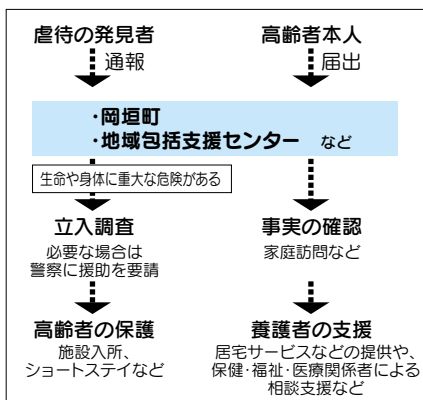 虐待の発見者
高齢者本人
通報
届出
・岡垣町
・地域包括支援センター など
生命や身体に重大な危険がある
立入調査
必要な場合は
警察に援助を要請
事実の確認
家庭訪問など
高齢者の保護
施設入所、
ショートステイなど
養護者の支援
居宅サービスなどの提供や、
保健・福祉・医療関係者による
相談支援など